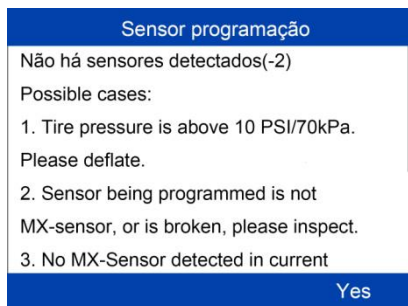 Sensor programação
Não há sensores detectados(-2)
Possible cases:
1. Tire pressure is above 10 PSI/70kPa.
Please deflate.
2. Sensor being programmed is not
MX-sensor, or is broken, please inspect.
3. No MX-Sensor detected in current
Yes